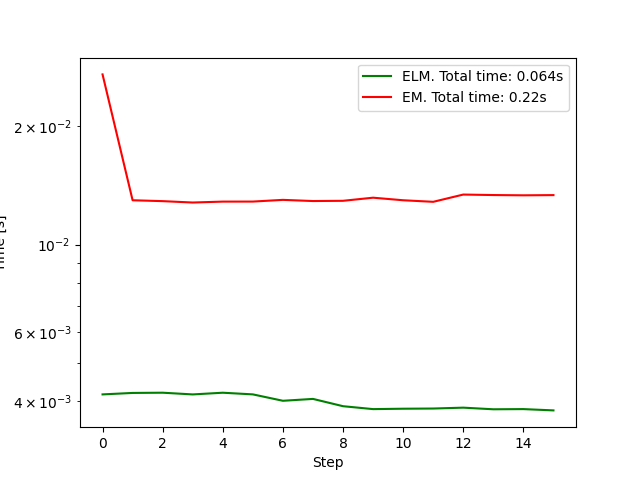 ELM. Total time: 0.064s
EM. Total time: 0.22s
2 × 10⁻²
10⁻²
6 × 10⁻³
4 × 10⁻³
0 2 4 6 8 10 12 14
Step